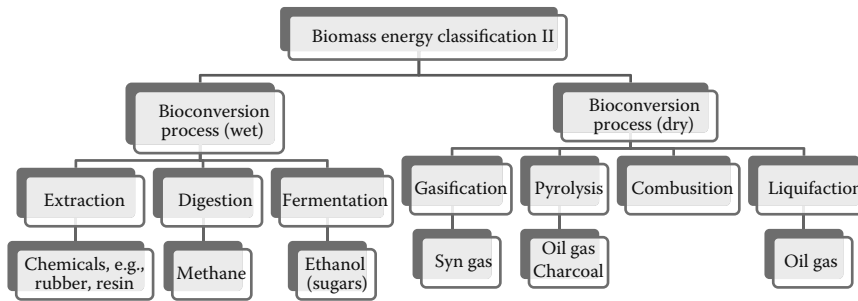 Biomass energy classification II
Bioconversion
process (wet)
Bioconversion
process (dry)
Extraction
Digestion
Fermentation
Gasification
Pyrolysis
Combusition
Liquifaction
Chemicals, e.g.,
rubber, resin
Methane
Ethanol
(sugars)
Syn gas
Oil gas
Charcoal
Oil gas